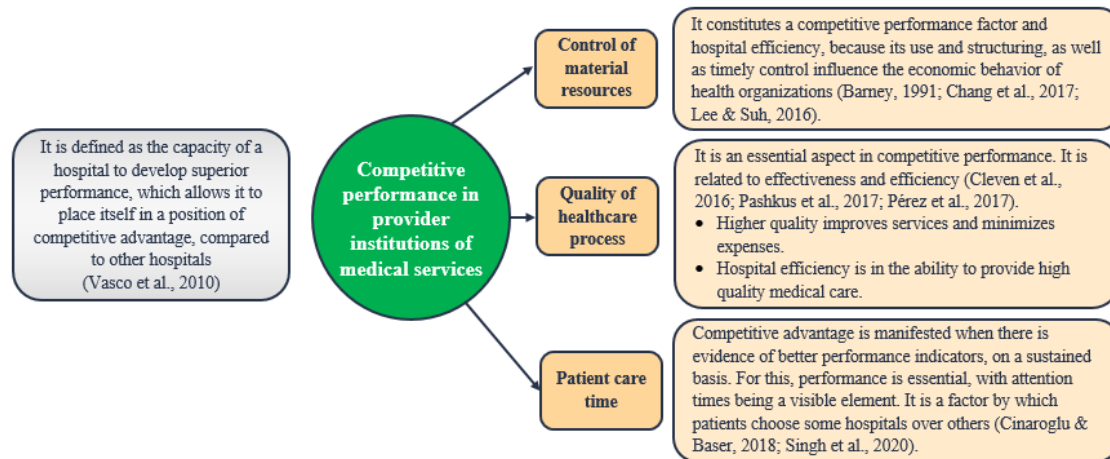 It is defined as the capacity of a
hospital to develop superior
performance, which allows it to
place itself in a position of
competitive advantage, compared
to other hospitals
(Vasco et al., 2010)
Competitive
performance in
provider
institutions of
medical services
Control of
material
resources
It constitutes a competitive performance factor and
hospital efficiency, because its use and structuring, as well
as timely control influence the economic behavior of
health organizations (Barney, 1991; Chang et al., 2017;
Lee & Suh, 2016).
Quality of
healthcare
process
It is an essential aspect in competitive performance. It is
related to effectiveness and efficiency (Cleven et al.,
2016; Pashkus et al., 2017; Pérez et al., 2017).
• Higher quality improves services and minimizes
expenses.
• Hospital efficiency is in the ability to provide high
quality medical care.
Patient care
time
Competitive advantage is manifested when there is
evidence of better performance indicators, on a sustained
basis. For this, performance is essential, with attention
times being a visible element. It is a factor by which
patients choose some hospitals over others (Cinaroglu &
Baser, 2018; Singh et al., 2020).